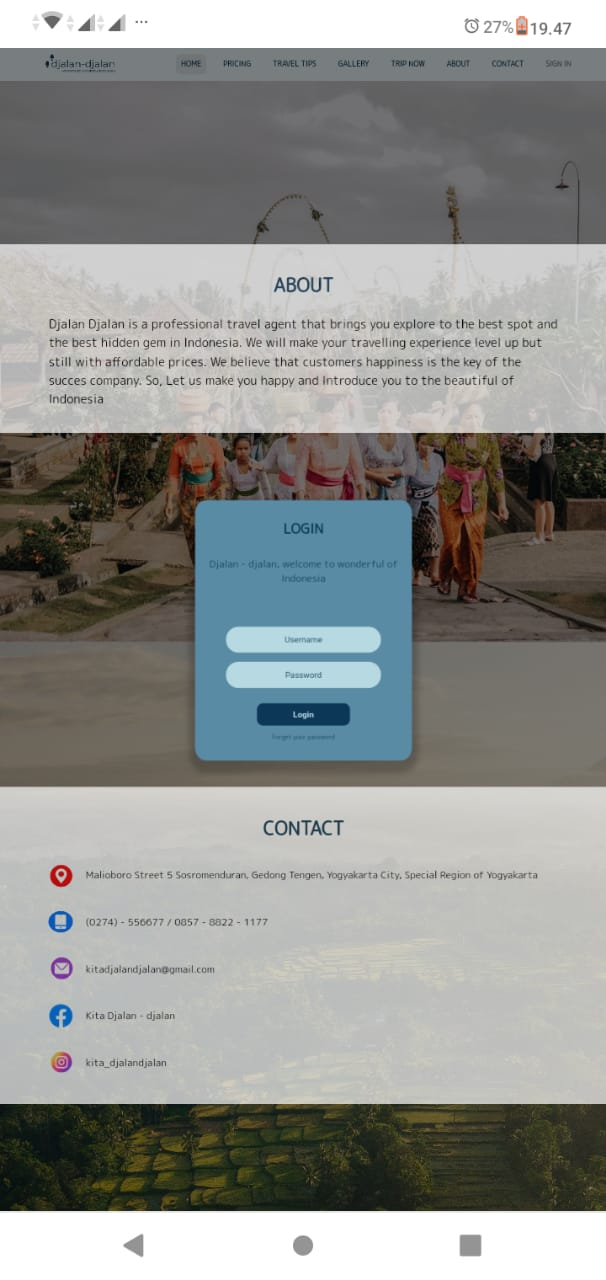 27% 19.47
djalan-djalan
HOME PRICING TRAVEL TIPS GALLERY TRIP NOW ABOUT CONTACT SIGN IN
ABOUT
Djalan Djalan is a professional travel agent that brings you explore to the best spot and
the best hidden gem in Indonesia. We will make your travelling experience level up but
still with affordable prices. We believe that customers happiness is the key of the
succes company. So, Let us make you happy and Introduce you to the beautiful of
Indonesia
LOGIN
Djalan - djalan, welcome to wonderful of
Indonesia
Username
Password
Login
Forget your password
CONTACT
Malioboro Street 5 Sosromenduran, Gedong Tengen, Yogyakarta City, Special Region of Yogyakarta
(0274) - 556677 / 0857 - 8822 - 1177
kitadjalandjalan@gmail.com
Kita Djalan - djalan
kita_djalandjalan